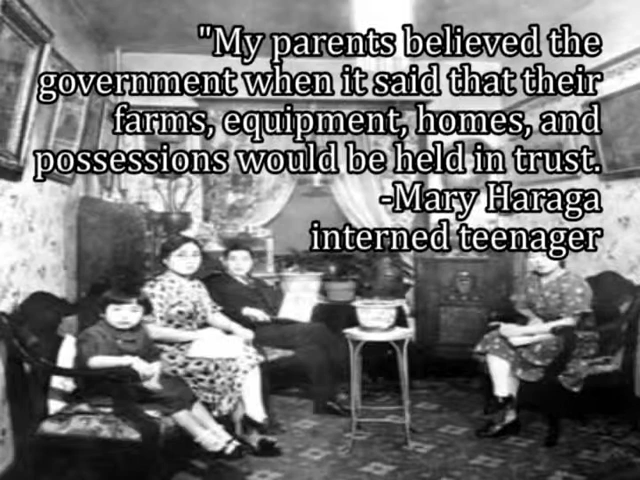 "My parents believed the
government when it said that their
farms, equipment, homes, and
possessions would be held in trust.
-Mary Haraga
interned teenager